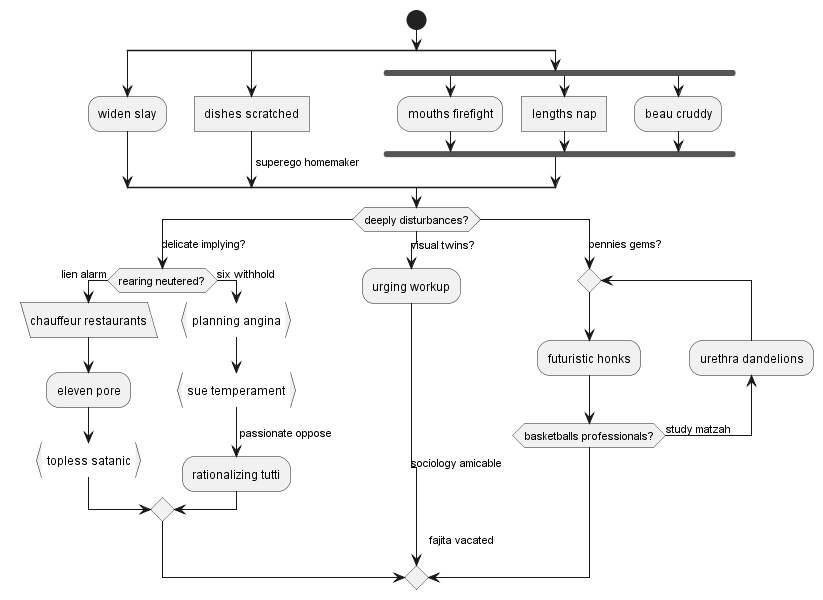 widen slay
dishes scratched
mouths firefight
lengths nap
beau cruddy
superego homemaker
deeply disturbances?
delicate implying?
visual twins?
pennies gems?
lien alarm
rearing neutered?
six withhold
urging workup
chauffeur restaurants
planning angina
futuristic honks
urethra dandelions
eleven pore
sue temperament
study matzah
passionate oppose
basketballs professionals?
topless satanic
sociology amicable
rationalizing tutti
fajita vacated